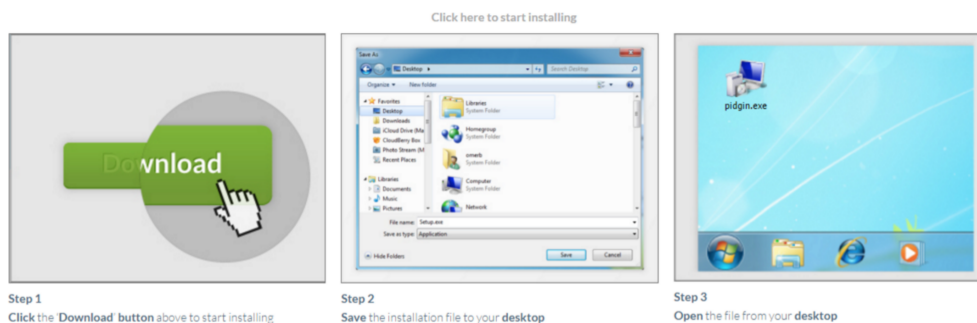 Click here to start installing
Download
Save As
Desktop
Search Desktop
Organize
New folder
Favorites
Desktop
Downloads
iCloud Drive (Ma
CloudBerry Box
Photo Stream (M
Recent Places
Libraries
Documents
Music
Pictures
Libraries
System Folder
Homegroup
System Folder
omerb
System Folder
Computer
System Folder
Network
File name: Setup.exe
Save as type: Application
Hide Folders
Save
Cancel
pidgin.exe
Step 1
Click the 'Download' button above to start installing
Step 2
Save the installation file to your desktop
Step 3
Open the file from your desktop